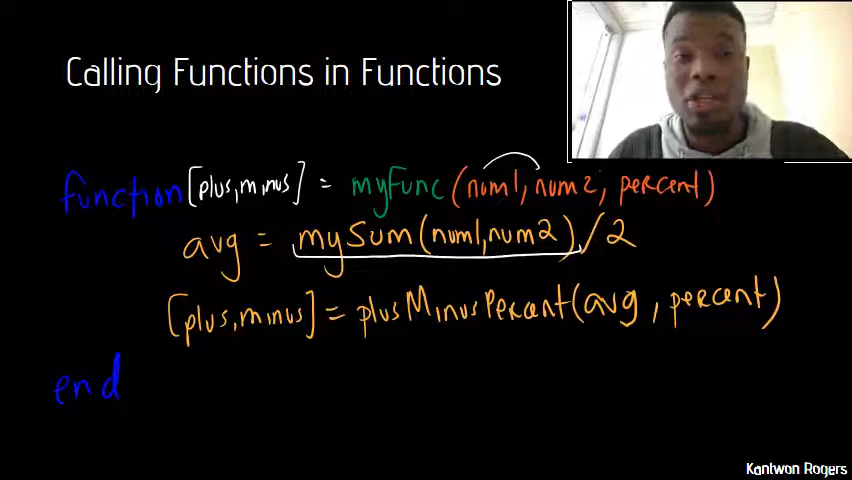 Calling Functions in Functions
function [plus, minus] = myFunc (num1, num2, percent)
avg = mySum (num1, num2) / 2
[plus, minus] = plusMinusPercent (avg, percent)
end
Kantwon Rogers